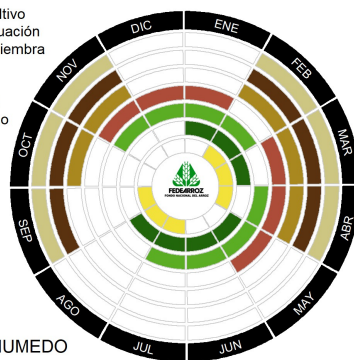 ltivo
uación
iembra
o
DIC
ENE
NOV
FEB
OCT
MAR
FEDEARROZ
FONDO NACIONAL DEL ARROZ
SEP
ABR
AGO
MAY
JUL
JUN
HUMEDO